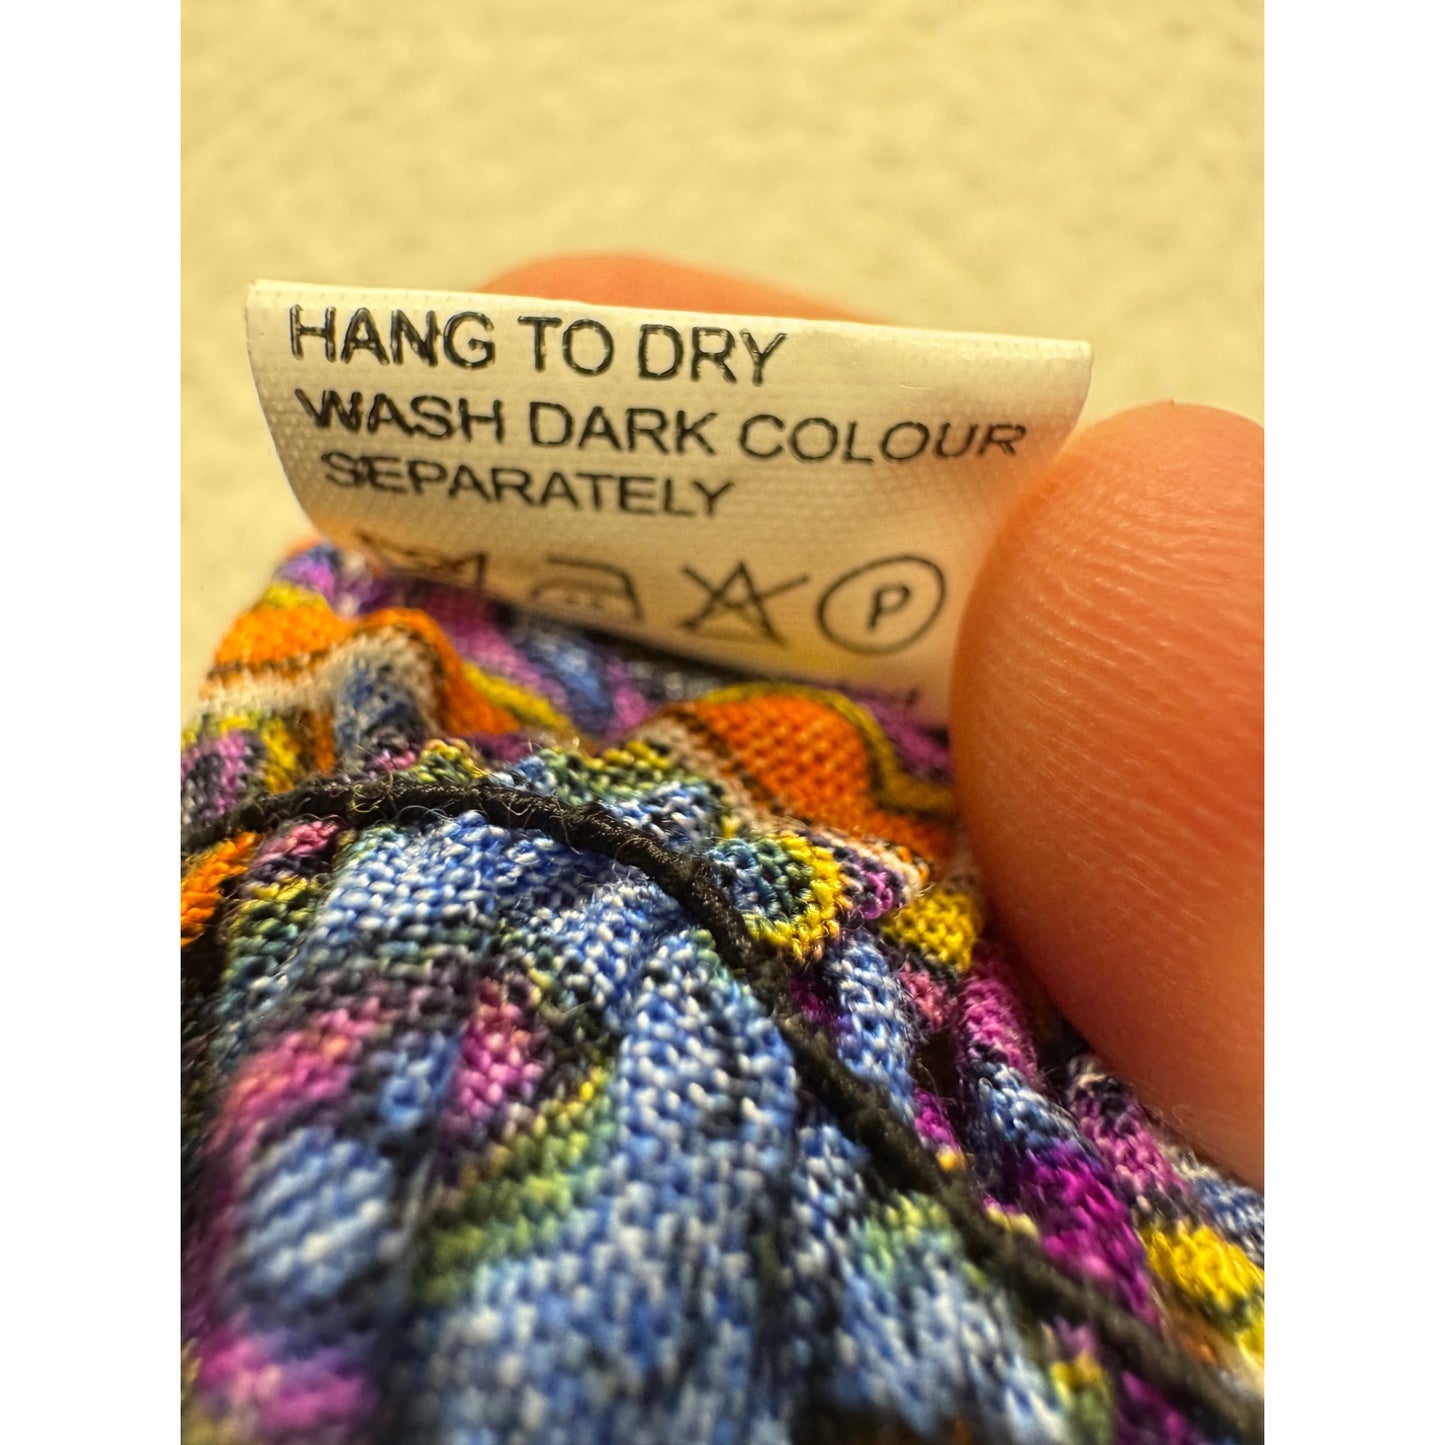 HANG TO DRY
WASH DARK COLOUR
SEPARATELY
P